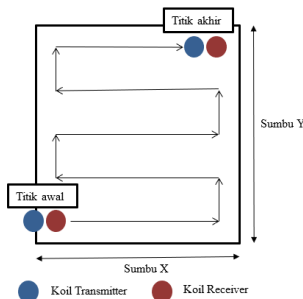 Titik akhir
Sumbu Y
Titik awal
Sumbu X
Koil Transmitter
Koil Receiver